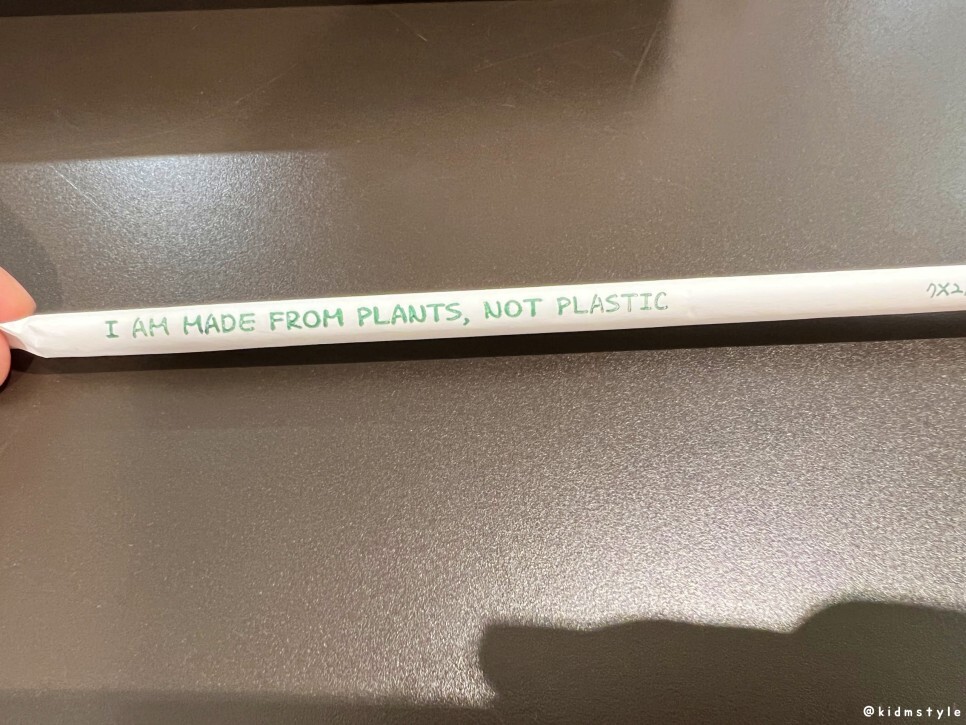 I AM MADE FROM PLANTS, NOT PLASTIC
@kidmstyle